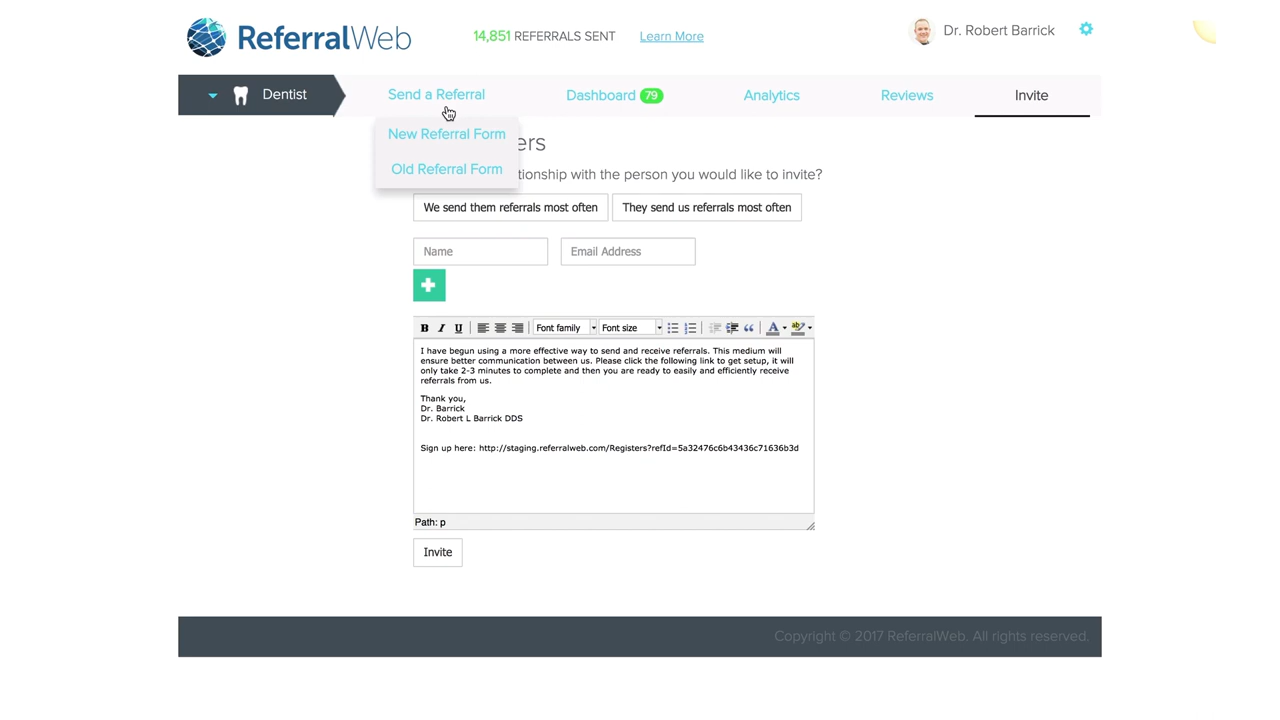 ReferralWeb
14,851 REFERRALS SENT
Learn More
Dr. Robert Barrick
Dentist
Send a Referral
Dashboard 79
Analytics
Reviews
Invite
New Referral Form
Old Referral Form
ers
tionship with the person you would like to invite?
We send them referrals most often
They send us referrals most often
Name
Email Address
B I U
Font family
Font size
I have begun using a more effective way to send and receive referrals. This medium will
ensure better communication between us. Please click the following link to get setup, it will
only take 2-3 minutes to complete and then you are ready to easily and efficiently receive
referrals from us.
Thank you,
Dr. Barrick
Dr. Robert L Barrick DDS
Sign up here: http://staging.referralweb.com/Registers?refId=5a32476c6b43436c71636b3d
Path: p
Invite
Copyright © 2017 ReferralWeb. All rights reserved.